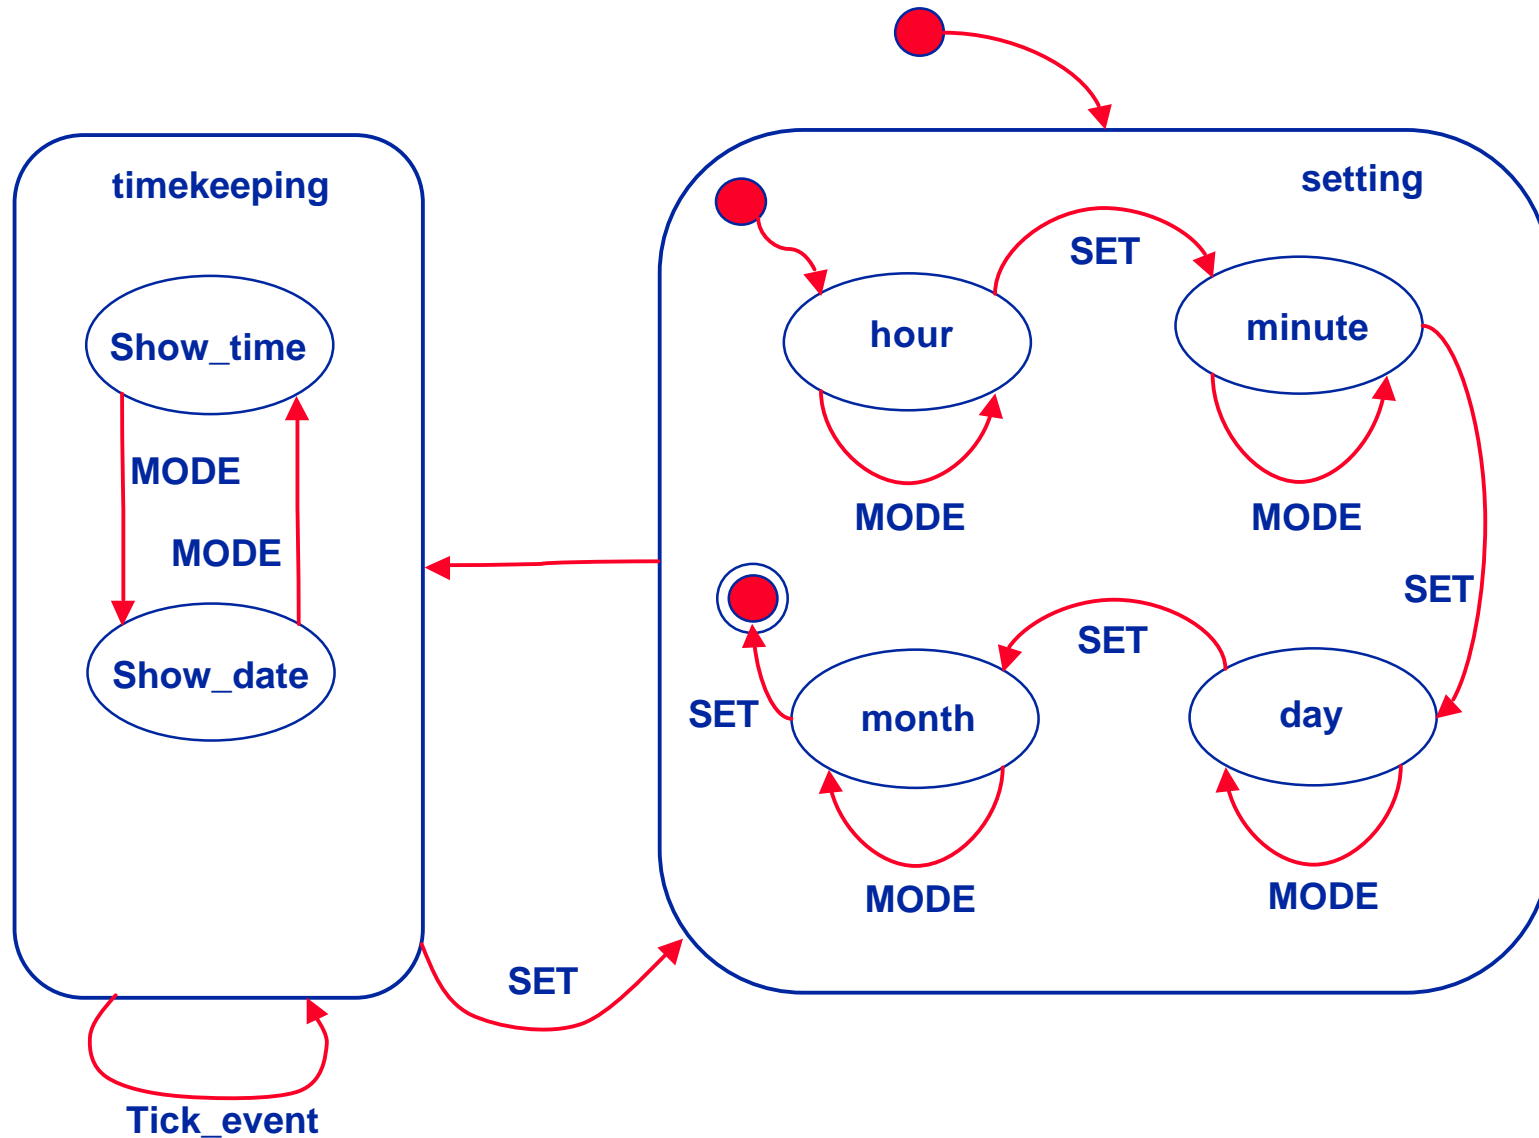 timekeeping
Show_time
MODE
MODE
Show_date
Tick_event
SET
setting
hour
SET
minute
MODE
MODE
SET
SET
SET
month
day
MODE
MODE